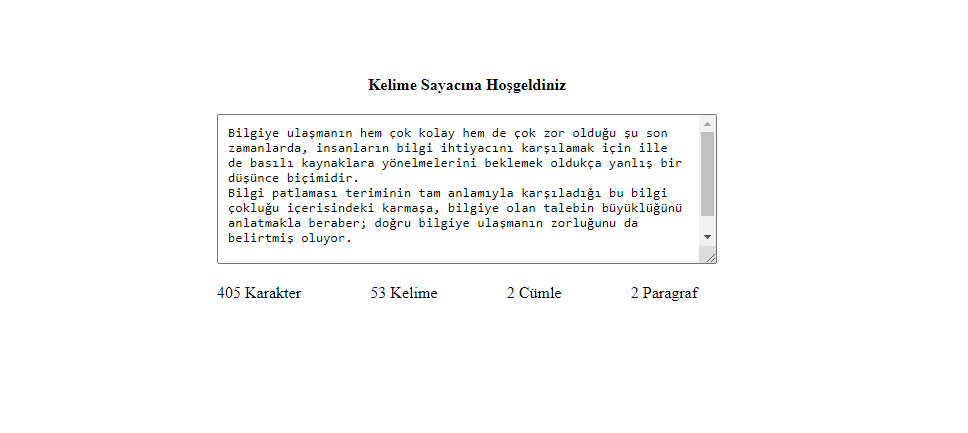 Kelime Sayacına Hoşgeldiniz
Bilgiye ulaşmanın hem çok kolay hem de çok zor olduğu şu son
zamanlarda, insanların bilgi ihtiyacını karşılamak için ille
de basılı kaynaklara yönelmelerini beklemek oldukça yanlış bir
düşünce biçimidir.
Bilgi patlaması teriminin tam anlamıyla karşıladığı bu bilgi
çokluğu içerisindeki karmaşa, bilgiye olan talebin büyüklüğünü
anlatmakla beraber; doğru bilgiye ulaşmanın zorluğunu da
belirtmiş oluyor.
405 Karakter 53 Kelime 2 Cümle 2 Paragraf